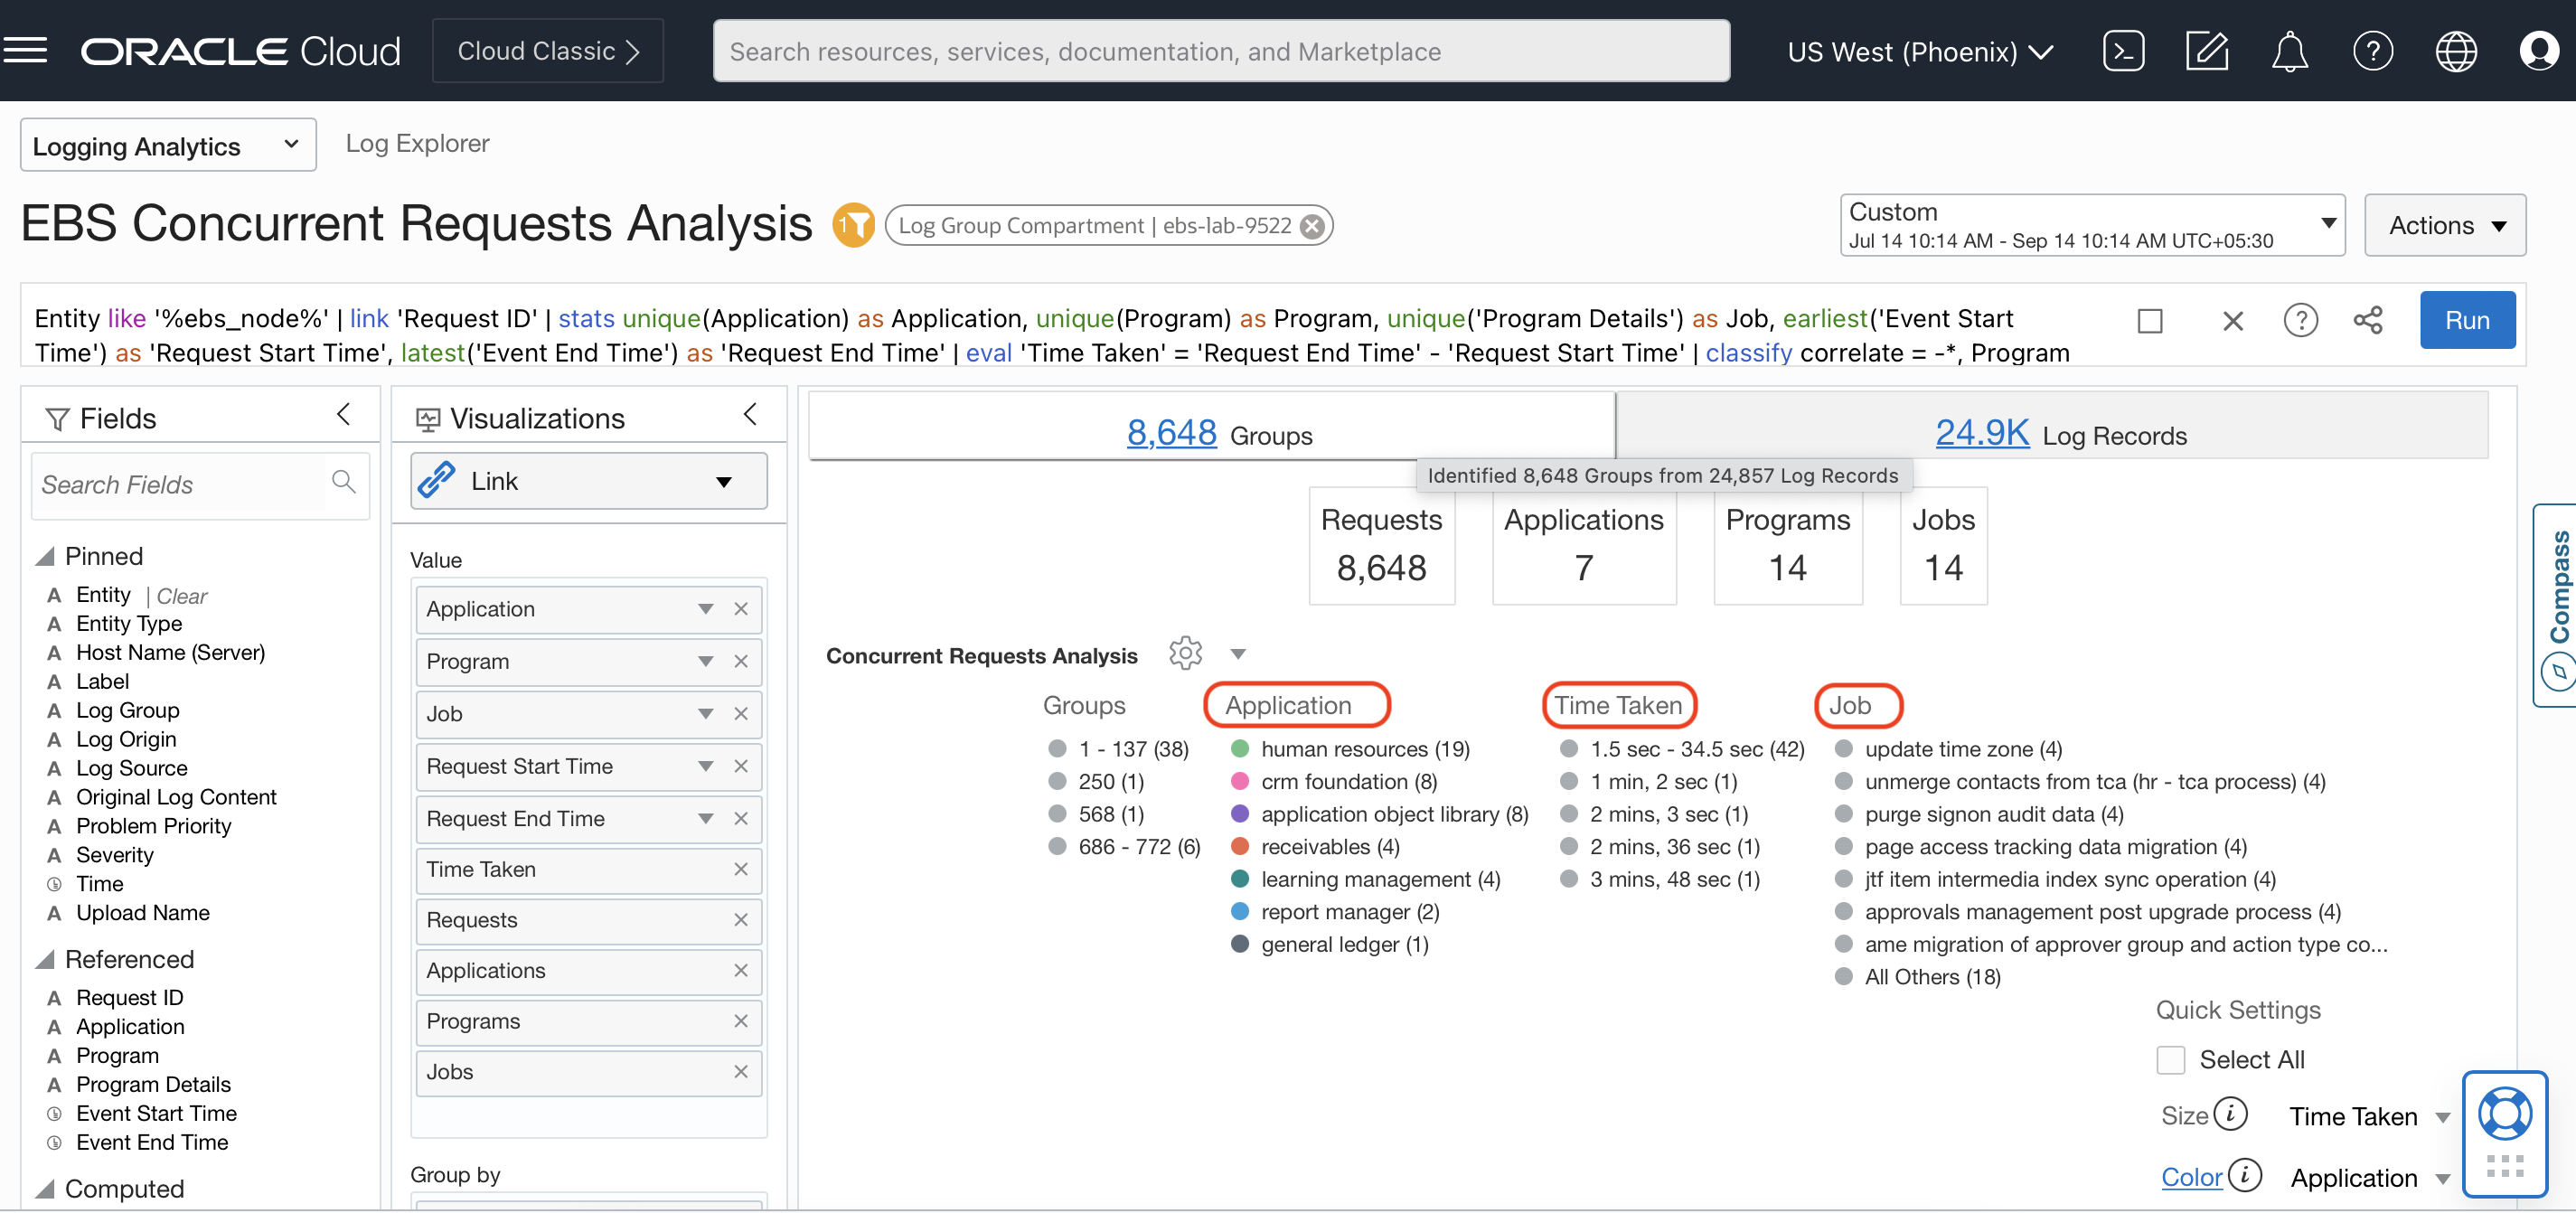 ORACLE Cloud
Cloud Classic
Search resources, services, documentation, and Marketplace
US West (Phoenix)
Logging Analytics
Log Explorer
EBS Concurrent Requests Analysis
1
Log Group Compartment | ebs-lab-9522
Custom
Jul 14 10:14 AM - Sep 14 10:14 AM UTC+05:30
Actions
Entity like '%ebs_node%' | link 'Request ID' | stats unique(Application) as Application, unique(Program) as Program, unique('Program Details') as Job, earliest('Event Start
Time') as 'Request Start Time', latest('Event End Time') as 'Request End Time' | eval 'Time Taken' = 'Request End Time' - 'Request Start Time' | classify correlate = -*, Program
Run
Fields
Search Fields
Pinned
Entity | Clear
Entity Type
Host Name (Server)
Label
Log Group
Log Origin
Log Source
Original Log Content
Problem Priority
Severity
Time
Upload Name
Referenced
Request ID
Application
Program
Program Details
Event Start Time
Event End Time
Computed
Visualizations
Link
Value
Application
Program
Job
Request Start Time
Request End Time
Time Taken
Requests
Applications
Programs
Jobs
Group by
8,648 Groups
24.9K Log Records
Identified 8,648 Groups from 24,857 Log Records
Requests
8,648
Applications
7
Programs
14
Jobs
14
Concurrent Requests Analysis
Groups
1 - 137 (38)
250 (1)
568 (1)
686 - 772 (6)
Application
human resources (19)
crm foundation (8)
application object library (8)
receivables (4)
learning management (4)
report manager (2)
general ledger (1)
Time Taken
1.5 sec - 34.5 sec (42)
1 min, 2 sec (1)
2 mins, 3 sec (1)
2 mins, 36 sec (1)
3 mins, 48 sec (1)
Job
update time zone (4)
unmerge contacts from tca (hr - tca process) (4)
purge signon audit data (4)
page access tracking data migration (4)
jtf item intermedia index sync operation (4)
approvals management post upgrade process (4)
ame migration of approver group and action type co...
All Others (18)
Quick Settings
Select All
Size Time Taken
Color Application
Compass